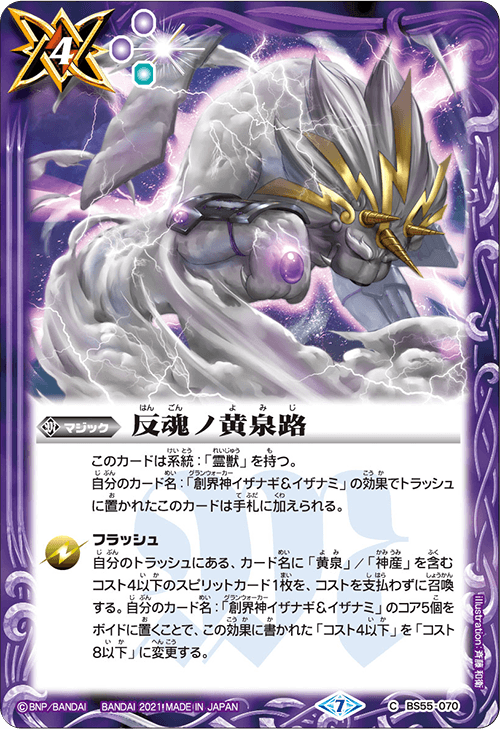 4
マジック
反魂ノ黄泉路
はんごん よみじ
このカードは系統:「霊獣」を持つ。
自分のカード名:「創界神イザナギ&イザナミ」の効果でトラッシュ
に置かれたこのカードは手札に加えられる。
フラッシュ
自分のトラッシュにある、カード名に「黄泉」/「神産」を含む
コスト4以下のスピリットカード1枚を、コストを支払わずに召喚
する。自分のカード名:「創界神イザナギ&イザナミ」のコア5個を
ボイドに置くことで、この効果に書かれた「コスト4以下」を「コスト
8以下」に変更する。
illustration:斉藤和衛
©BNP/BANDAI BANDAI 2021 MADE IN JAPAN
7
C BS55-070